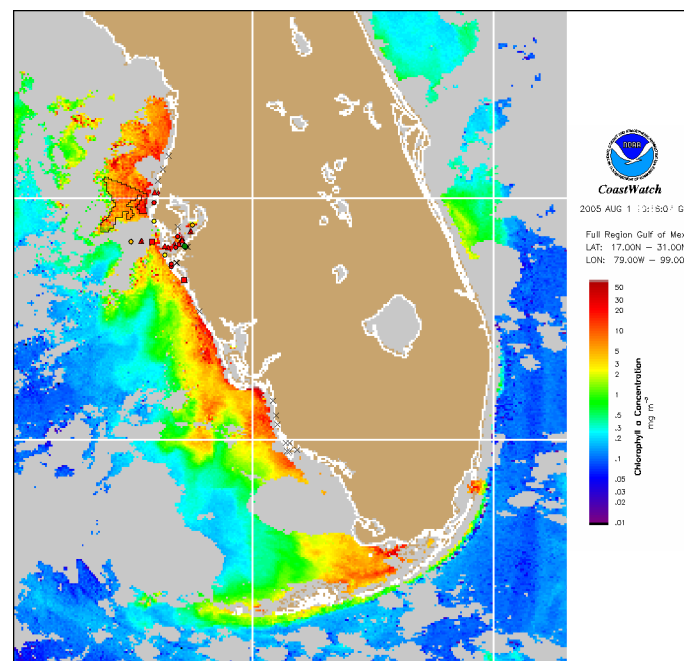 NOAA
CoastWatch
2005 AUG 1
Full Region Gulf of Mex
LAT: 17.00N – 31.00N
LON: 79.00W – 99.00
50
30
20
10
5
3
2
1
.5
.3
.2
.1
.05
.03
.02
.01
Chlorophyll a Concentration
mg m⁻³